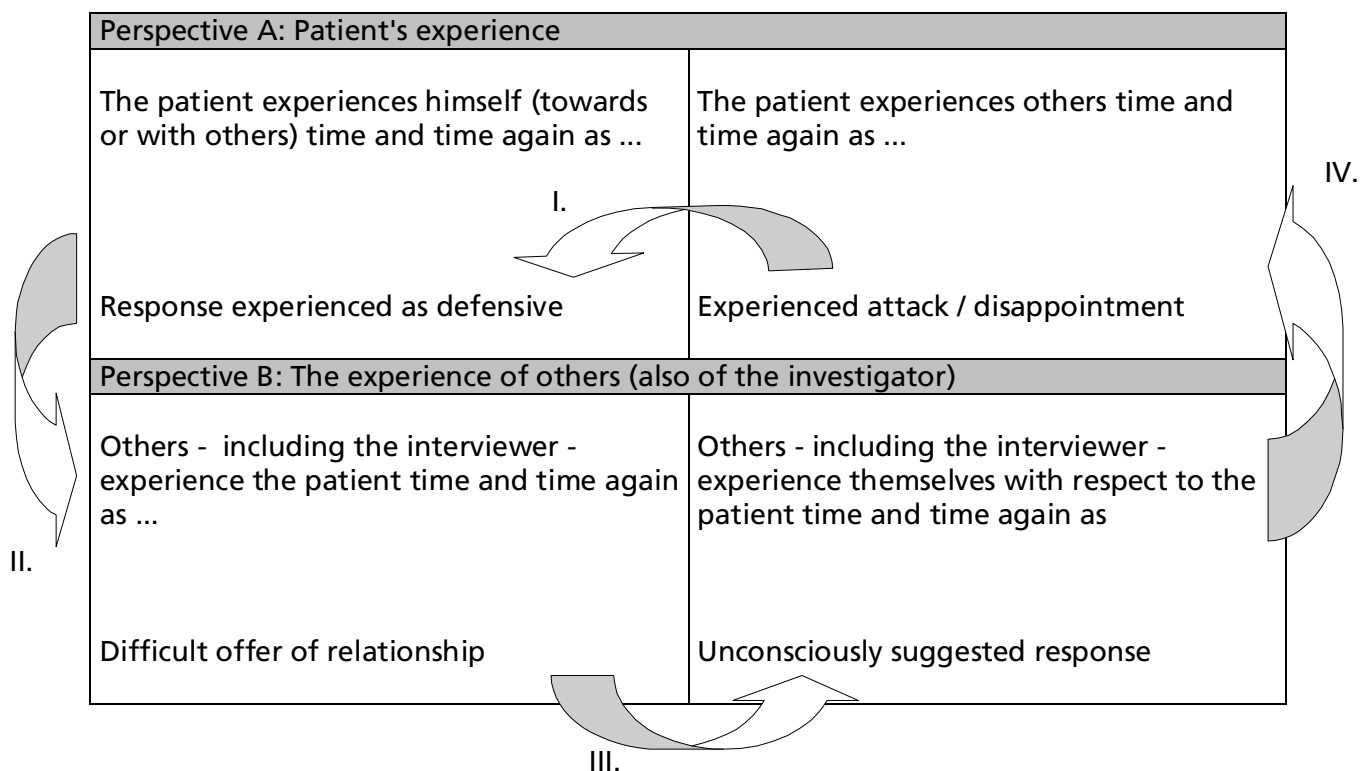 Perspective A: Patient's experience
The patient experiences himself (towards
or with others) time and time again as ...
The patient experiences others time and
time again as ...
IV.
I.
Response experienced as defensive
Experienced attack / disappointment
Perspective B: The experience of others (also of the investigator)
Others - including the interviewer -
experience the patient time and time again
as ...
Others - including the interviewer -
experience themselves with respect to the
patient time and time again as
II.
Difficult offer of relationship
Unconsciously suggested response
III.